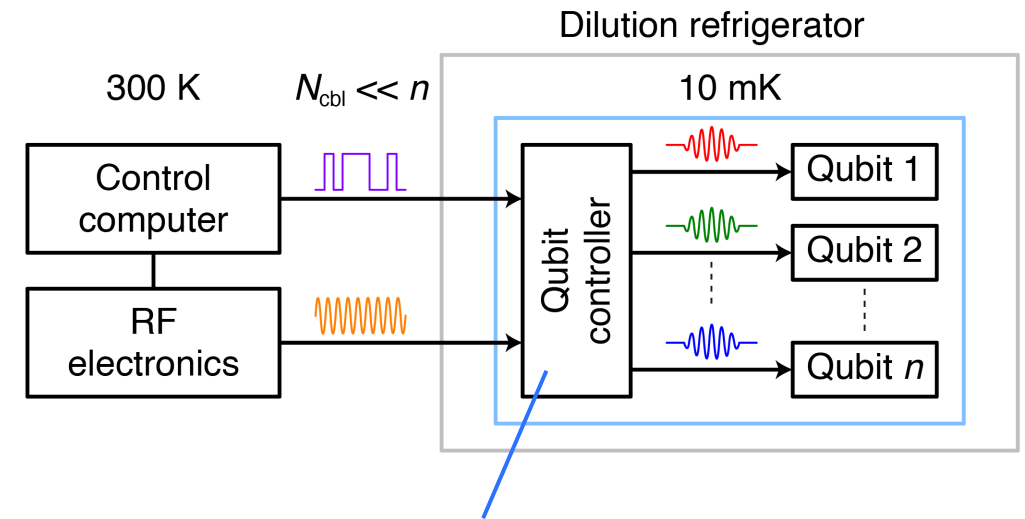 Dilution refrigerator
300 K
N_cbl << n
10 mK
Control
computer
RF
electronics
Qubit
controller
Qubit 1
Qubit 2
Qubit n